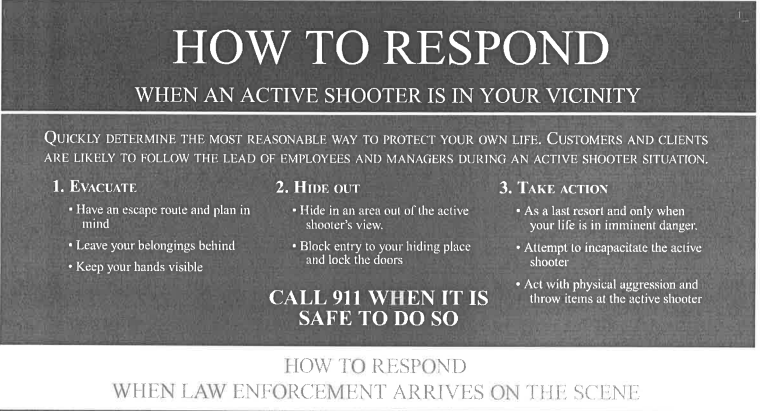 HOW TO RESPOND
WHEN AN ACTIVE SHOOTER IS IN YOUR VICINITY
QUICKLY DETERMINE THE MOST REASONABLE WAY TO PROTECT YOUR OWN LIFE. CUSTOMERS AND CLIENTS
ARE LIKELY TO FOLLOW THE LEAD OF EMPLOYEES AND MANAGERS DURING AN ACTIVE SHOOTER SITUATION.
1. EVACUATE
• Have an escape route and plan in
mind
• Leave your belongings behind
• Keep your hands visible
2. HIDE OUT
• Hide in an area out of the active
shooter's view.
• Block entry to your hiding place
and lock the doors
3. TAKE ACTION
• As a last resort and only when
your life is in imminent danger.
• Attempt to incapacitate the active
shooter
• Act with physical aggression and
throw items at the active shooter
CALL 911 WHEN IT IS
SAFE TO DO SO
HOW TO RESPOND
WHEN LAW ENFORCEMENT ARRIVES ON THE SCENE